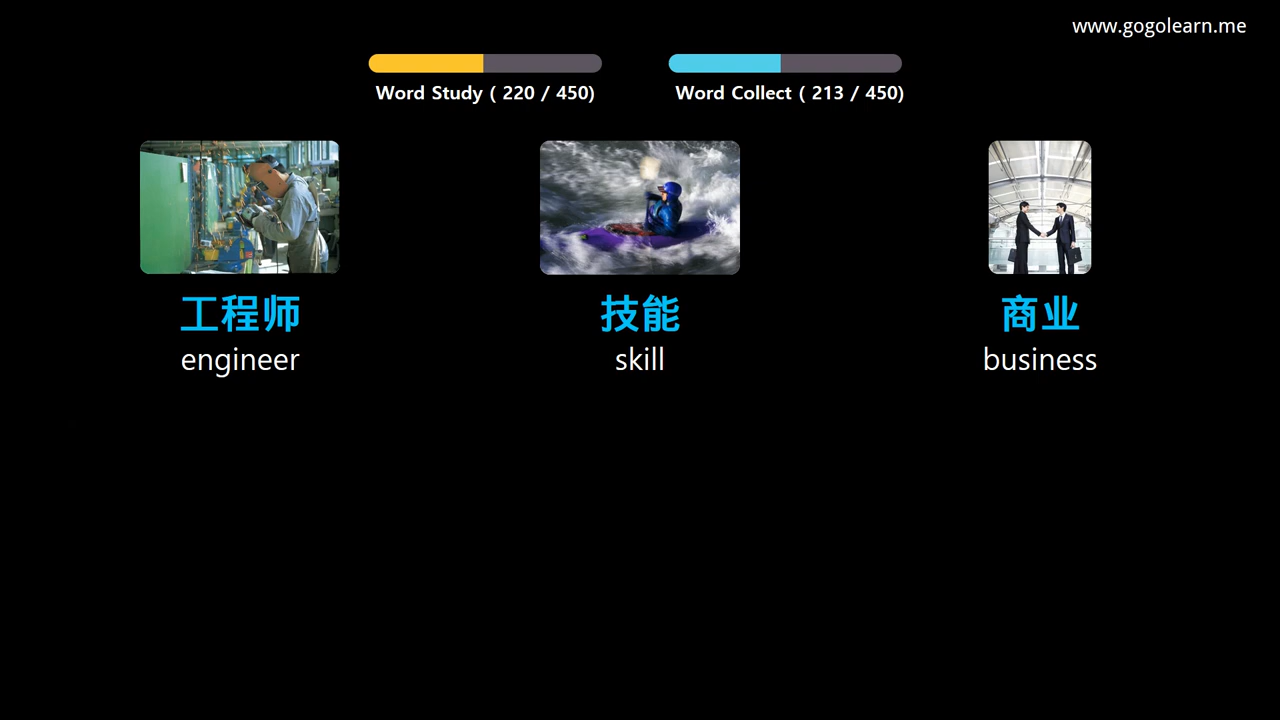 www.gogolearn.me
Word Study ( 220 / 450)
Word Collect ( 213 / 450)
工程师
engineer
技能
skill
商业
business